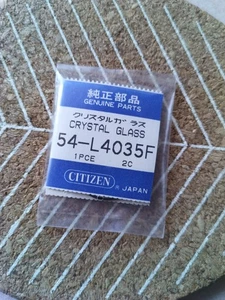 純正部品
GENUINE PARTS
クリスタルガラス
CRYSTAL GLASS
54-L4035F
1PCE 2C
CITIZEN
® JAPAN